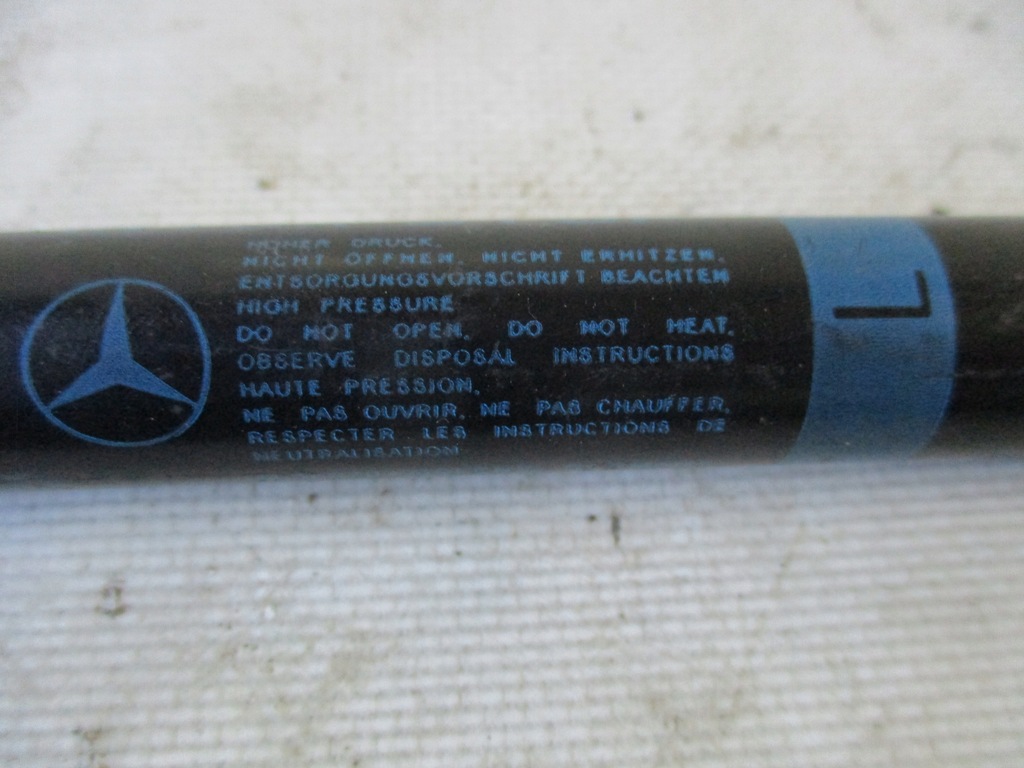 HOHER DRUCK.
NICHT ÖFFNEN. NICHT ERHITZEN.
ENTSORGUNGSVORSCHRIFT BEACHTEN
HIGH PRESSURE
DO NOT OPEN. DO NOT HEAT.
OBSERVE DISPOSAL INSTRUCTIONS
HAUTE PRESSION.
NE PAS OUVRIR. NE PAS CHAUFFER.
RESPECTER LES INSTRUCTIONS DE
NEUTRALISATION
L